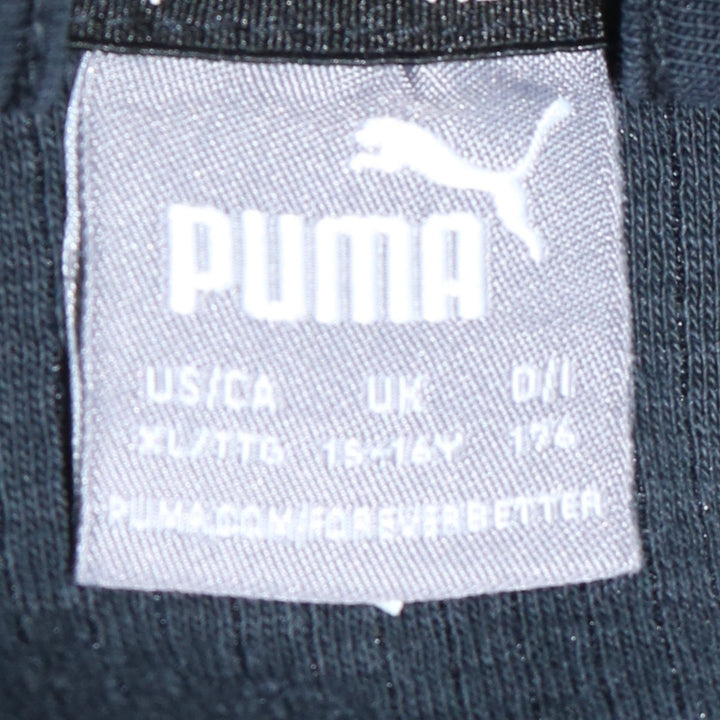 PUMA
US/CA UK D/I
XL/TTG 15-16Y 176
PUMA.COM/FOREVERBETTER